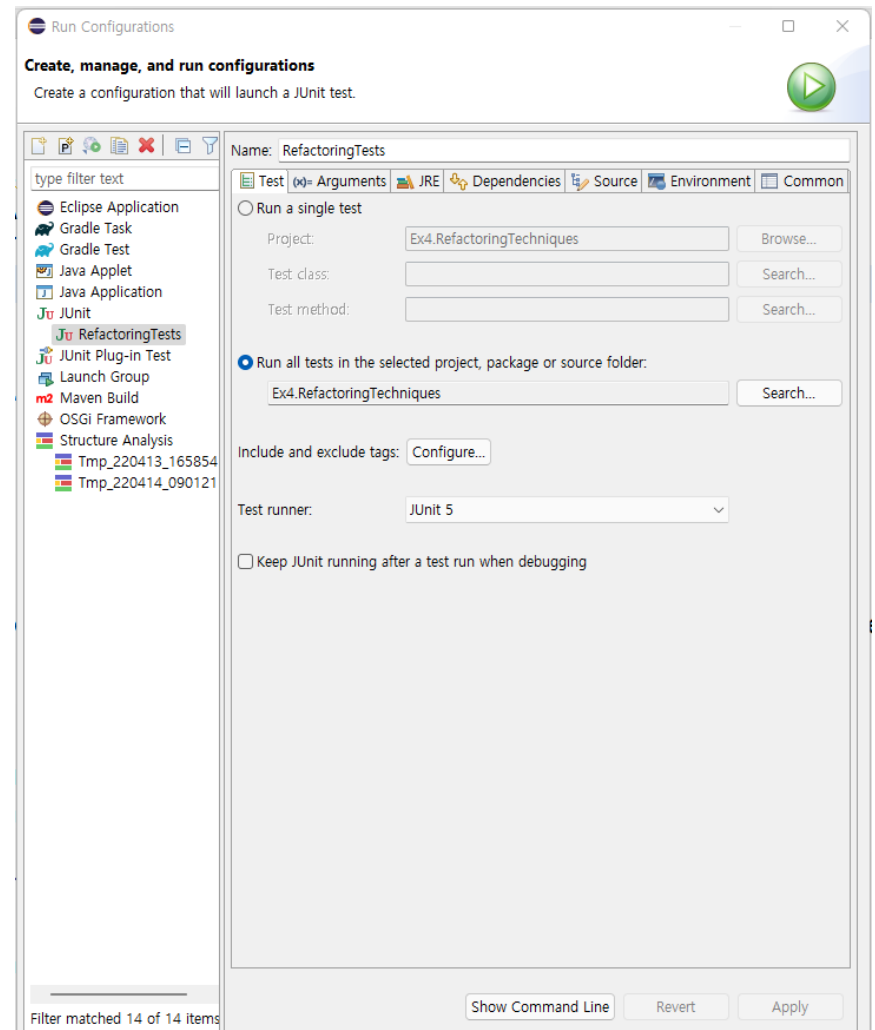 Run Configurations
Create, manage, and run configurations
Create a configuration that will launch a JUnit test.
type filter text
Eclipse Application
Gradle Task
Gradle Test
Java Applet
Java Application
Ju JUnit
Ju RefactoringTests
JUnit Plug-in Test
Launch Group
m2 Maven Build
OSGi Framework
Structure Analysis
Tmp_220413_165854
Tmp_220414_090121
Filter matched 14 of 14 items
Name: RefactoringTests
Test (x)= Arguments JRE Dependencies Source Environment Common
Run a single test
Project: Ex4.RefactoringTechniques Browse...
Test class: Search...
Test method: Search...
Run all tests in the selected project, package or source folder:
Ex4.RefactoringTechniques Search...
Include and exclude tags: Configure...
Test runner: JUnit 5
Keep JUnit running after a test run when debugging
Show Command Line Revert Apply